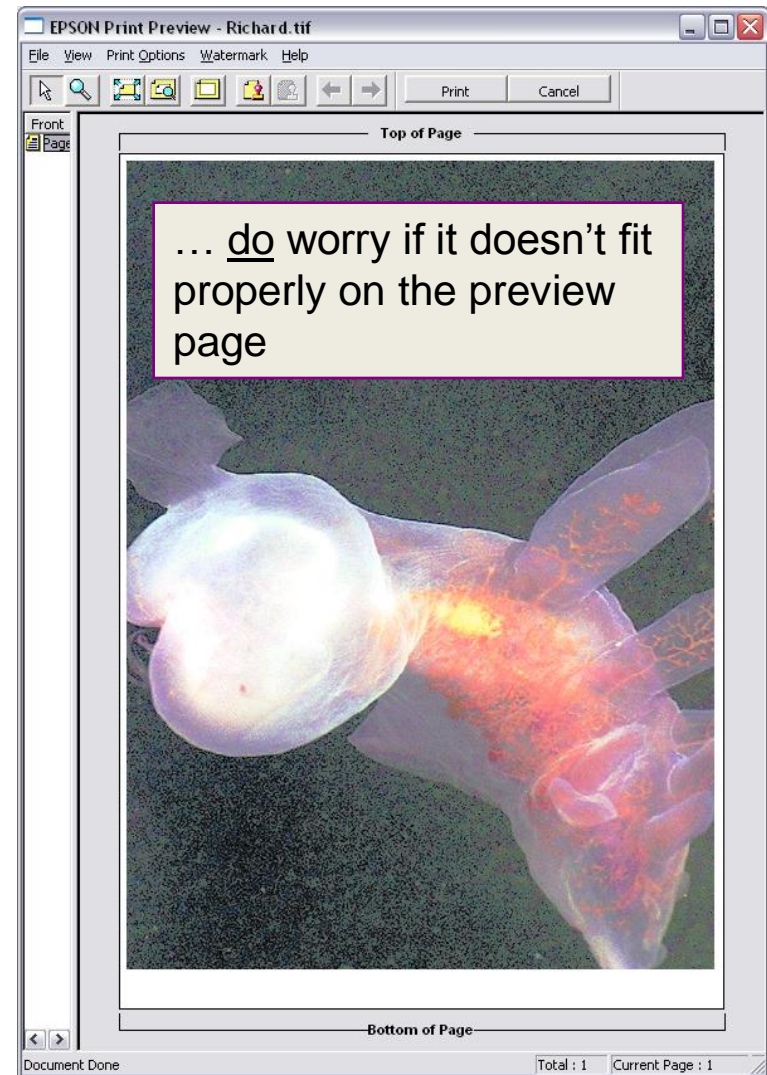 EPSON Print Preview - Richard.tif
File View Print Options Watermark Help
Print Cancel
Front
Page
Top of Page
… do worry if it doesn’t fit
properly on the preview
page
Bottom of Page
Document Done Total : 1 Current Page : 1